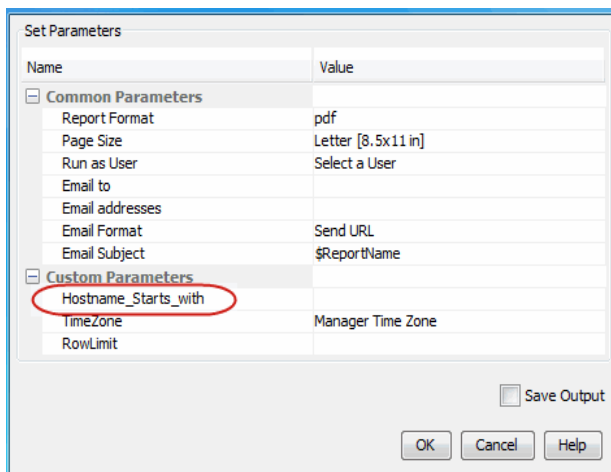 Set Parameters
Name Value
Common Parameters
Report Format pdf
Page Size Letter [8.5x11 in]
Run as User Select a User
Email to
Email addresses
Email Format Send URL
Email Subject $ReportName
Custom Parameters
Hostname_Starts_with
TimeZone Manager Time Zone
RowLimit
Save Output
OK Cancel Help